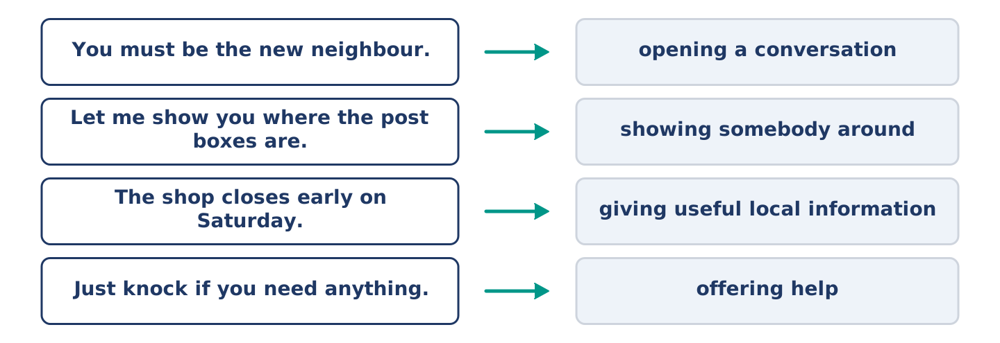 You must be the new neighbour.
opening a conversation
Let me show you where the post
boxes are.
showing somebody around
The shop closes early on
Saturday.
giving useful local information
Just knock if you need anything.
offering help